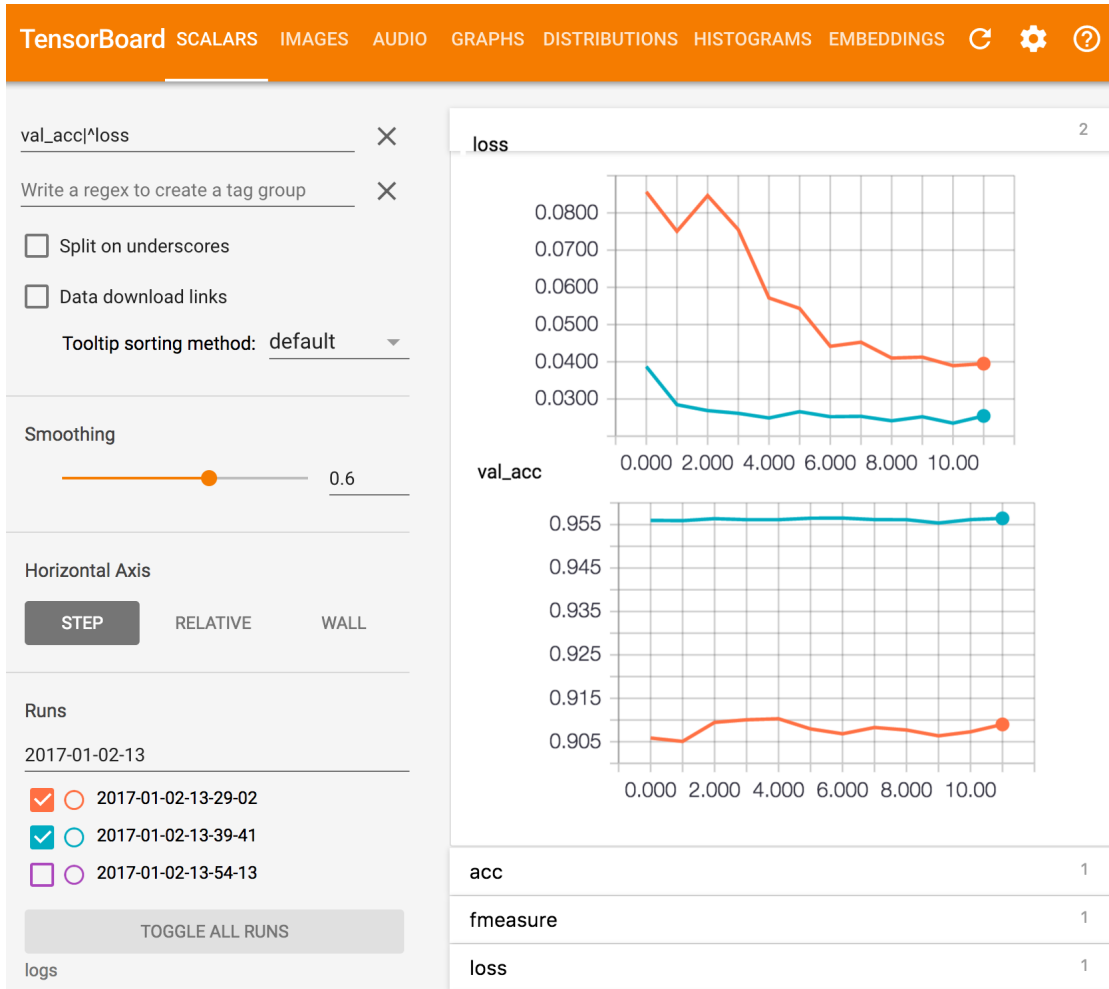 TensorBoard SCALARS IMAGES AUDIO GRAPHS DISTRIBUTIONS HISTOGRAMS EMBEDDINGS
val_acc|^loss
Write a regex to create a tag group
Split on underscores
Data download links
Tooltip sorting method: default
Smoothing
0.6
Horizontal Axis
STEP RELATIVE WALL
Runs
2017-01-02-13
2017-01-02-13-29-02
2017-01-02-13-39-41
2017-01-02-13-54-13
TOGGLE ALL RUNS
logs
loss 2
0.0800
0.0700
0.0600
0.0500
0.0400
0.0300
0.000 2.000 4.000 6.000 8.000 10.00
val_acc
0.955
0.945
0.935
0.925
0.915
0.905
0.000 2.000 4.000 6.000 8.000 10.00
acc 1
fmeasure 1
loss 1